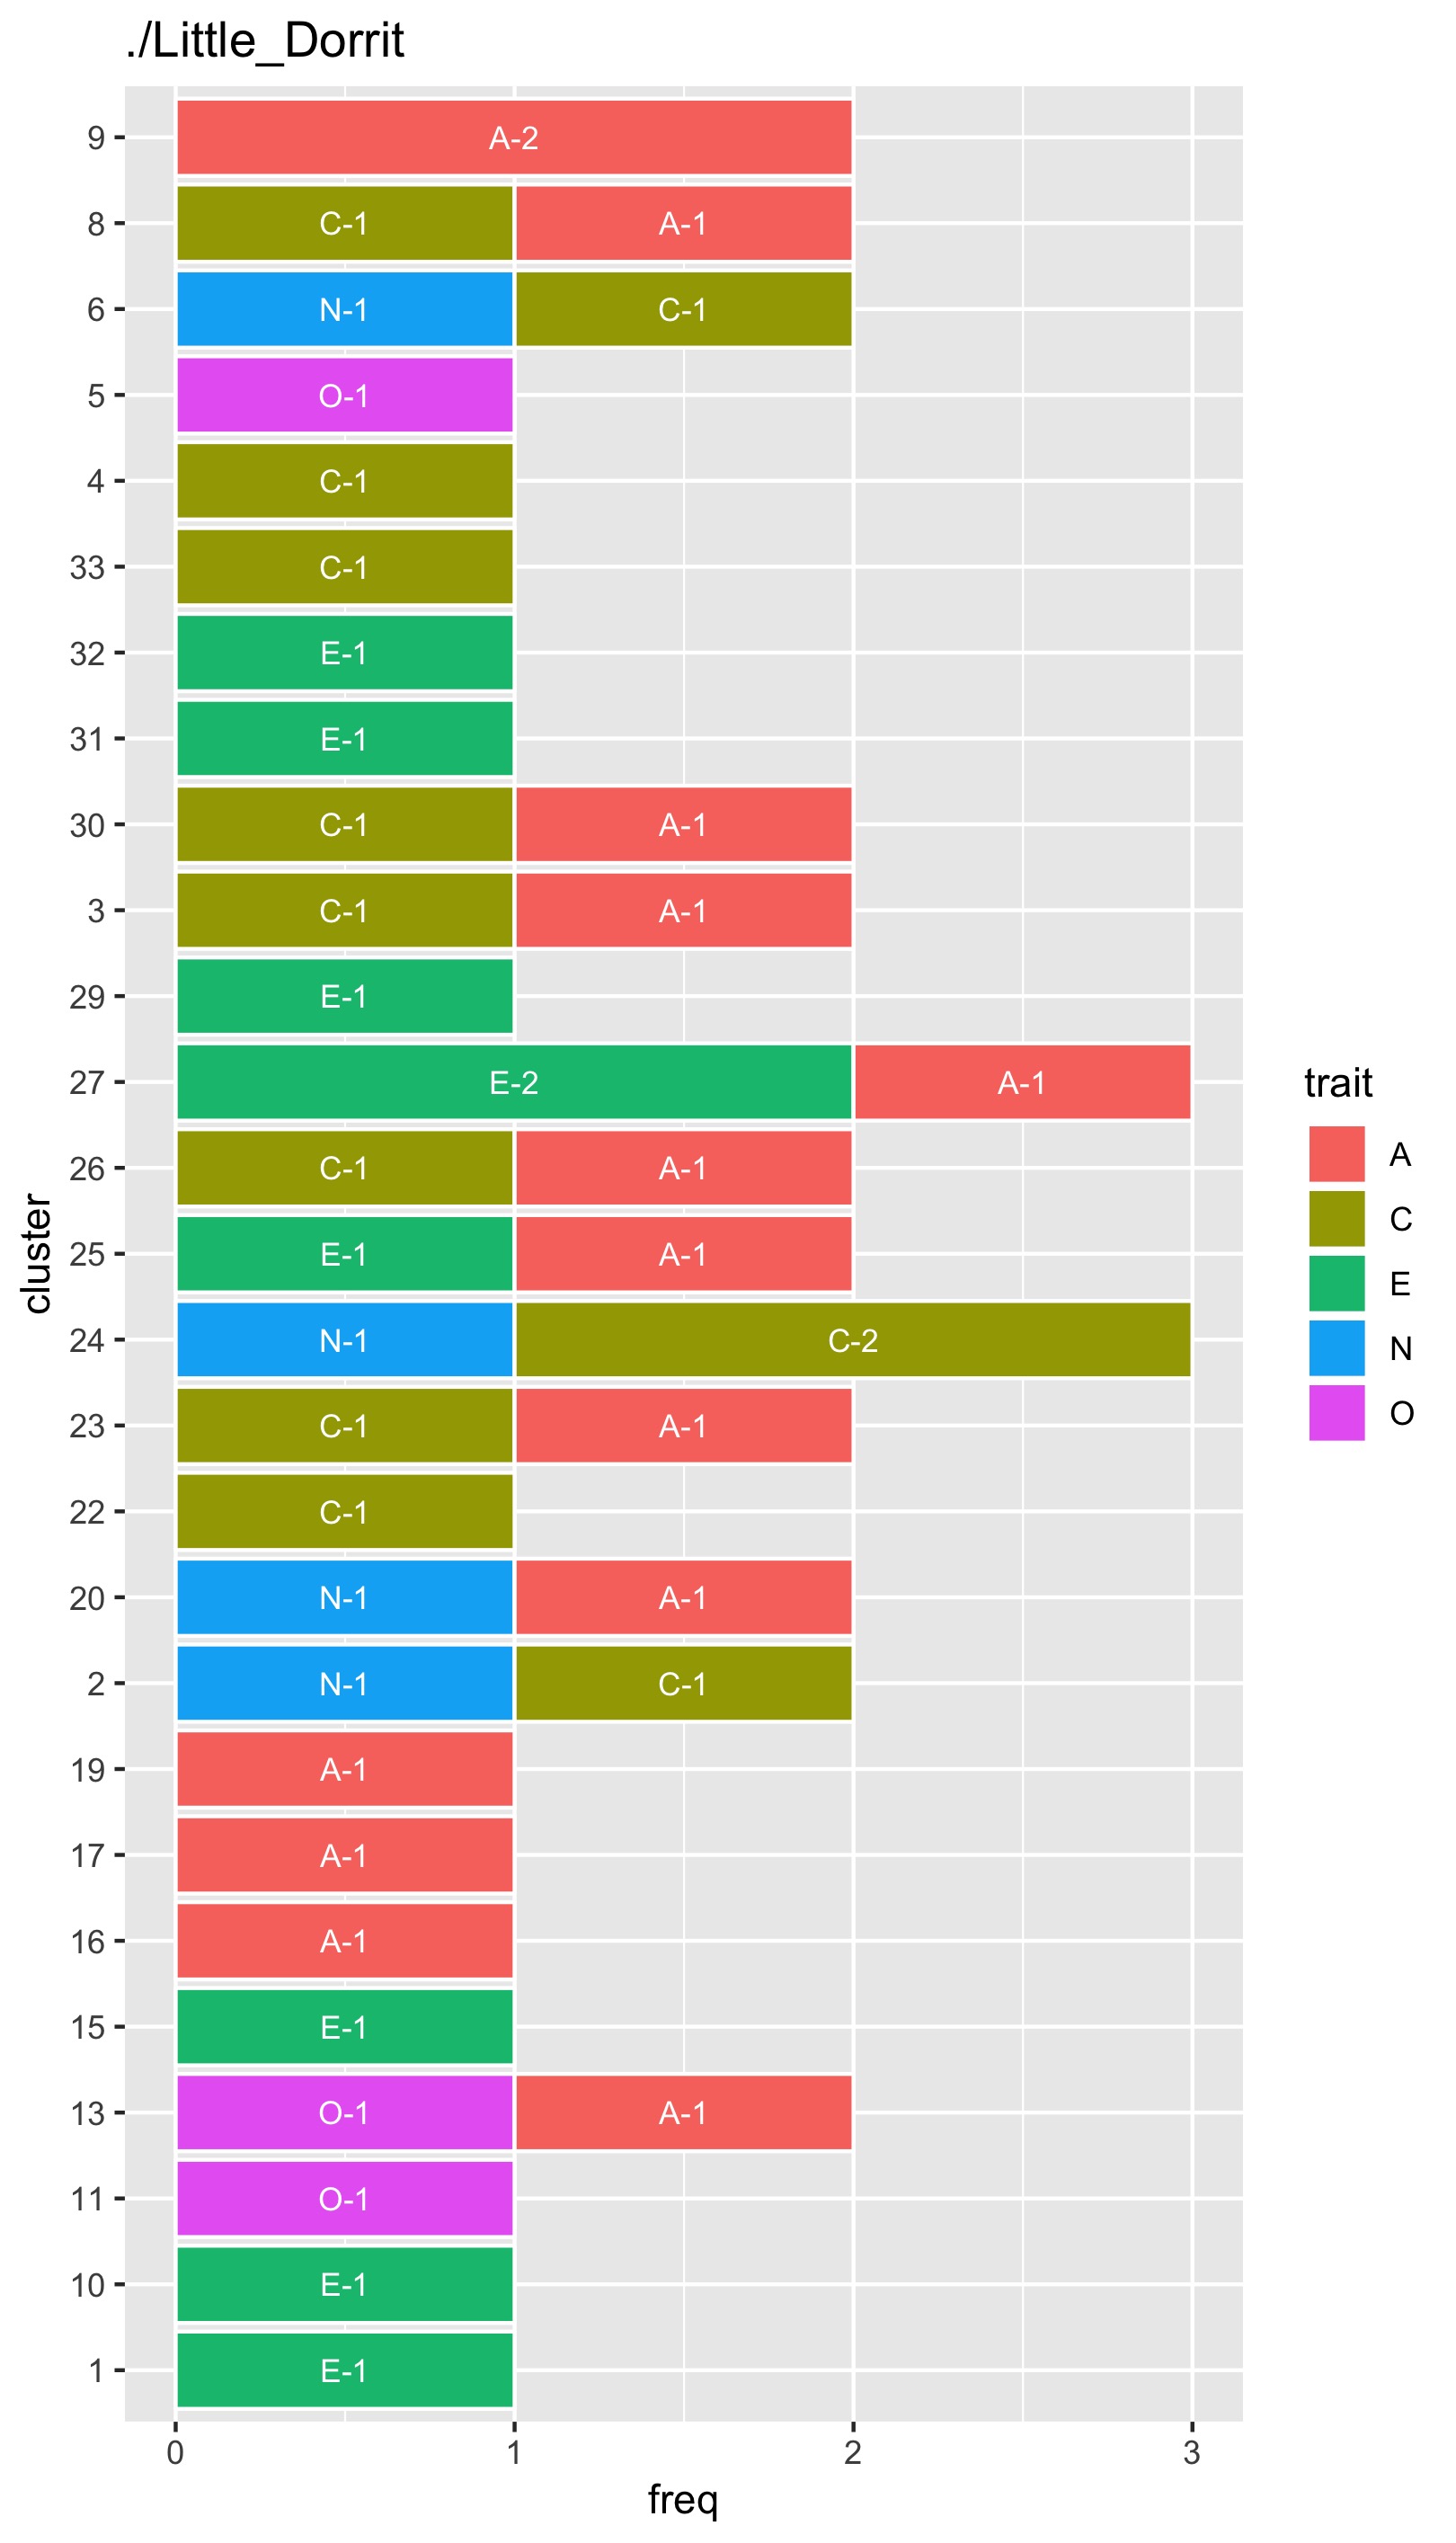 ./Little_Dorrit
9 A-2
8 C-1 A-1
6 N-1 C-1
5 O-1
4 C-1
33 C-1
32 E-1
31 E-1
30 C-1 A-1
3 C-1 A-1
29 E-1
27 E-2 A-1
26 C-1 A-1
25 E-1 A-1
24 N-1 C-2
23 C-1 A-1
22 C-1
20 N-1 A-1
2 N-1 C-1
19 A-1
17 A-1
16 A-1
15 E-1
13 O-1 A-1
11 O-1
10 E-1
1 E-1
0 1 2 3
freq
cluster
trait
A
C
E
N
O